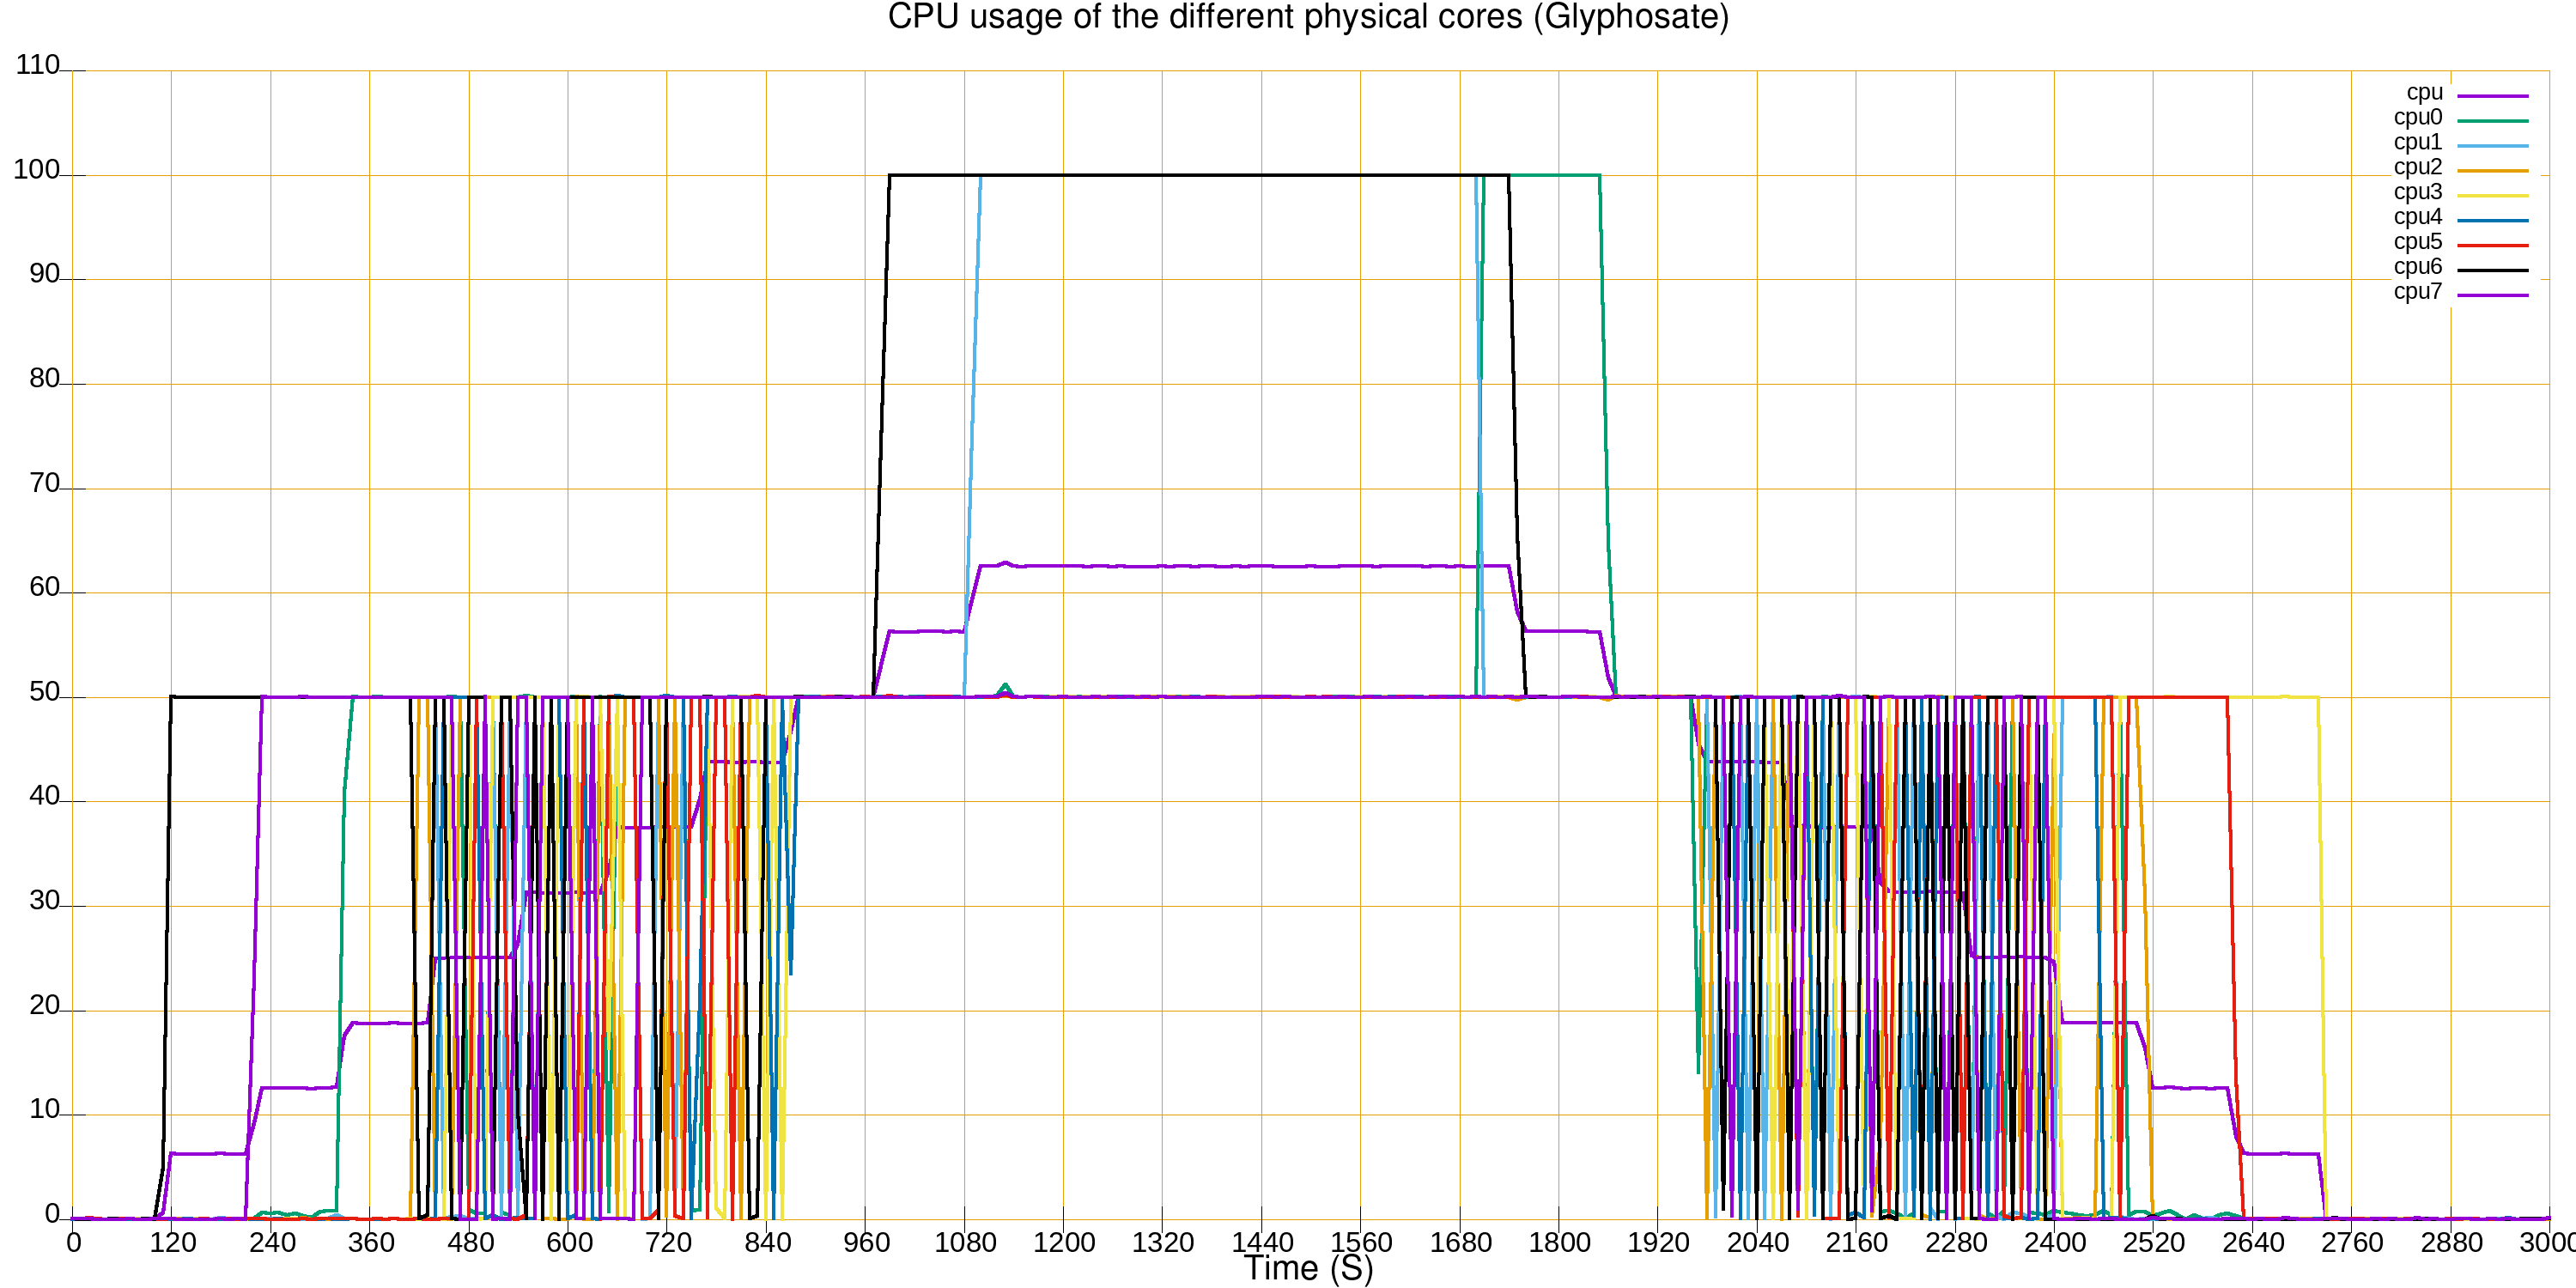 CPU usage of the different physical cores (Glyphosate)
110
100
90
80
70
60
50
40
30
20
10
0
cpu
cpu0
cpu1
cpu2
cpu3
cpu4
cpu5
cpu6
cpu7
0 120 240 360 480 600 720 840 960 1080 1200 1320 1440 1560 1680 1800 1920 2040 2160 2280 2400 2520 2640 2760 2880 3000
Time (S)